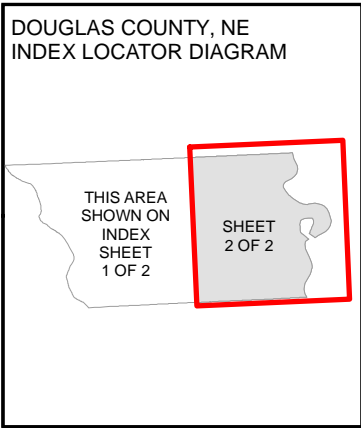 DOUGLAS COUNTY, NE
INDEX LOCATOR DIAGRAM
THIS AREA
SHOWN ON
INDEX
SHEET
1 OF 2
SHEET
2 OF 2